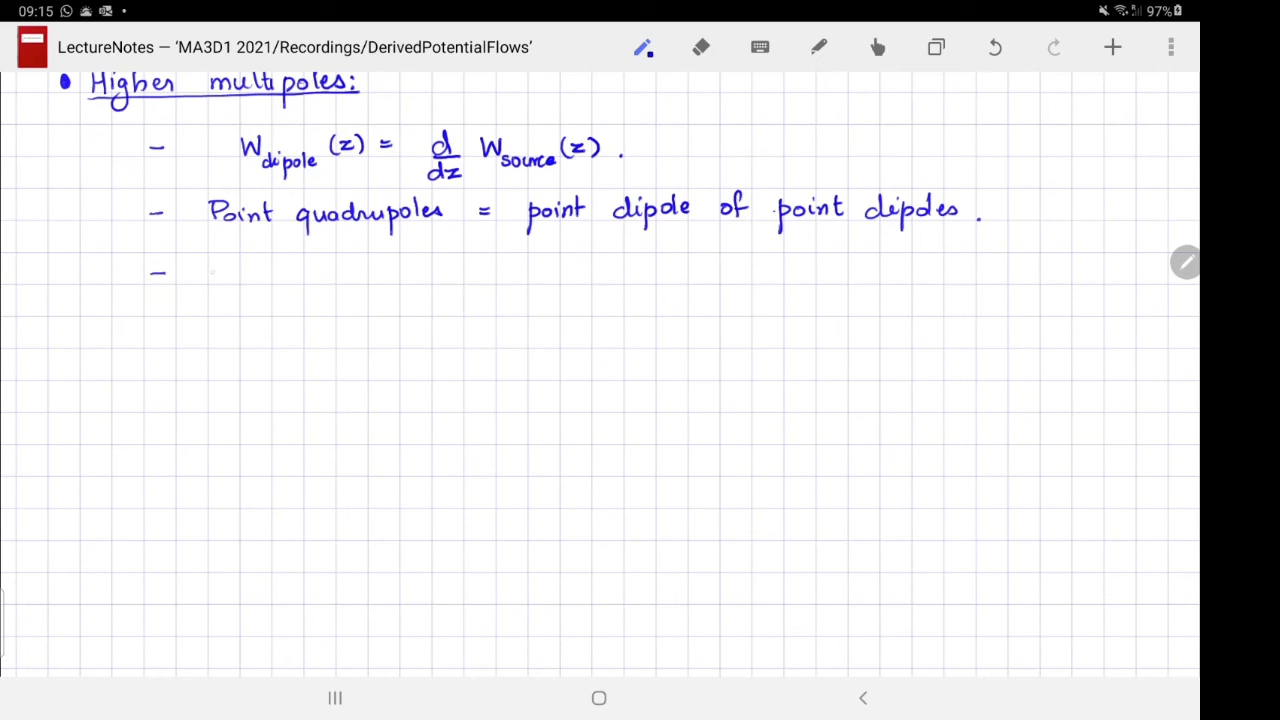 09:15 97%
LectureNotes — ‘MA3D1 2021/Recordings/DerivedPotentialFlows’
• Higher multipoles:
- W_dipole (z) = d/dz W_source (z) .
- Point quadrupoles = point dipole of point dipoles .
-